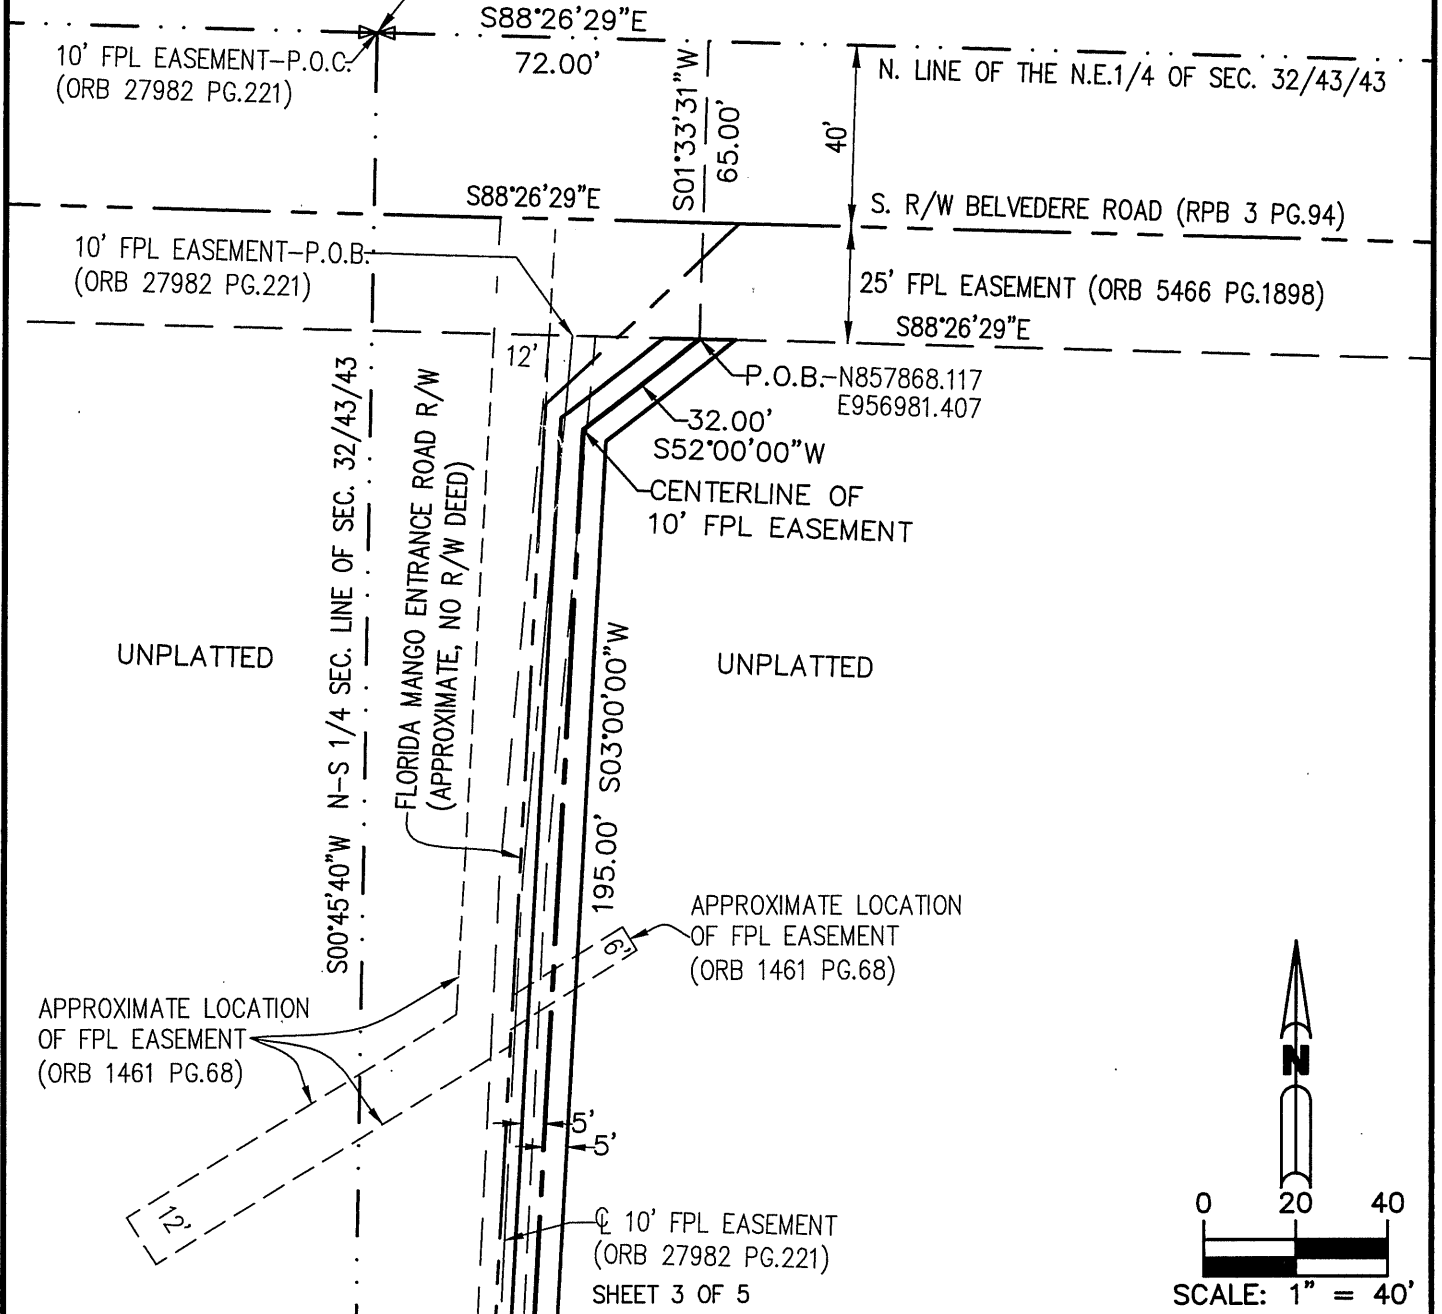 S88°26'29"E
72.00'
10' FPL EASEMENT-P.O.C.
(ORB 27982 PG.221)
S01°33'31"W
65.00'
40'
N. LINE OF THE N.E.1/4 OF SEC. 32/43/43
S88°26'29"E
S. R/W BELVEDERE ROAD (RPB 3 PG.94)
10' FPL EASEMENT-P.O.B.
(ORB 27982 PG.221)
25' FPL EASEMENT (ORB 5466 PG.1898)
S88°26'29"E
12'
P.O.B.-N857868.117
E956981.407
32.00'
S52°00'00"W
CENTERLINE OF
10' FPL EASEMENT
S00°45'40"W N-S 1/4 SEC. LINE OF SEC. 32/43/43
FLORIDA MANGO ENTRANCE ROAD R/W
(APPROXIMATE, NO R/W DEED)
UNPLATTED
195.00' S03°00'00"W
UNPLATTED
APPROXIMATE LOCATION
OF FPL EASEMENT
(ORB 1461 PG.68)
6'
APPROXIMATE LOCATION
OF FPL EASEMENT
(ORB 1461 PG.68)
12'
5'
5'
℄ 10' FPL EASEMENT
(ORB 27982 PG.221)
SHEET 3 OF 5
N
0 20 40
SCALE: 1" = 40'